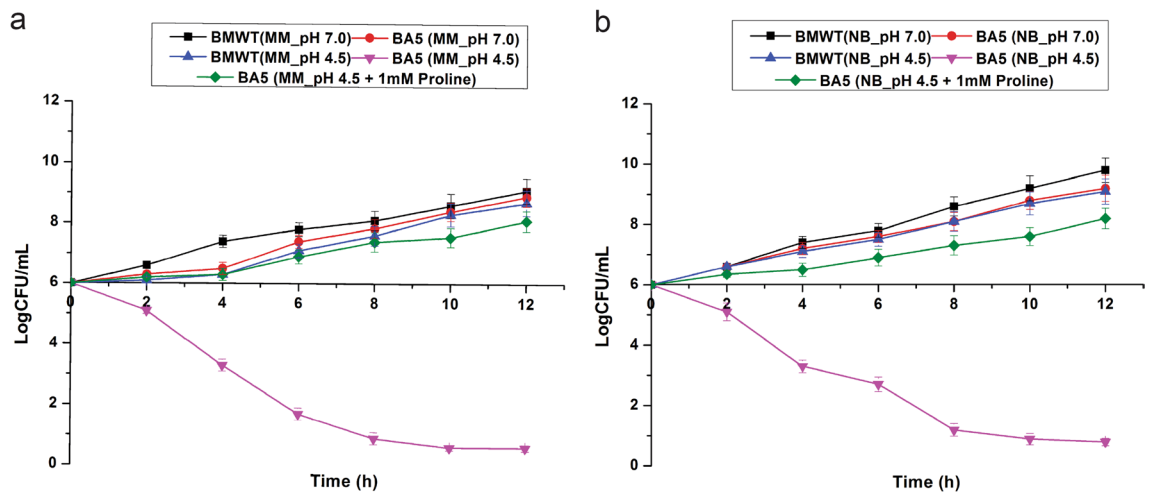 a
BMWT(MM_pH 7.0) BA5 (MM_pH 7.0)
BMWT(MM_pH 4.5) BA5 (MM_pH 4.5)
BA5 (MM_pH 4.5 + 1mM Proline)
12
10
8
6
4
2
0
0 2 4 6 8 10 12
LogCFU/mL
Time (h)
b
BMWT(NB_pH 7.0) BA5 (NB_pH 7.0)
BMWT(NB_pH 4.5) BA5 (NB_pH 4.5)
BA5 (NB_pH 4.5 + 1mM Proline)
12
10
8
6
4
2
0
0 2 4 6 8 10 12
LogCFU/mL
Time (h)